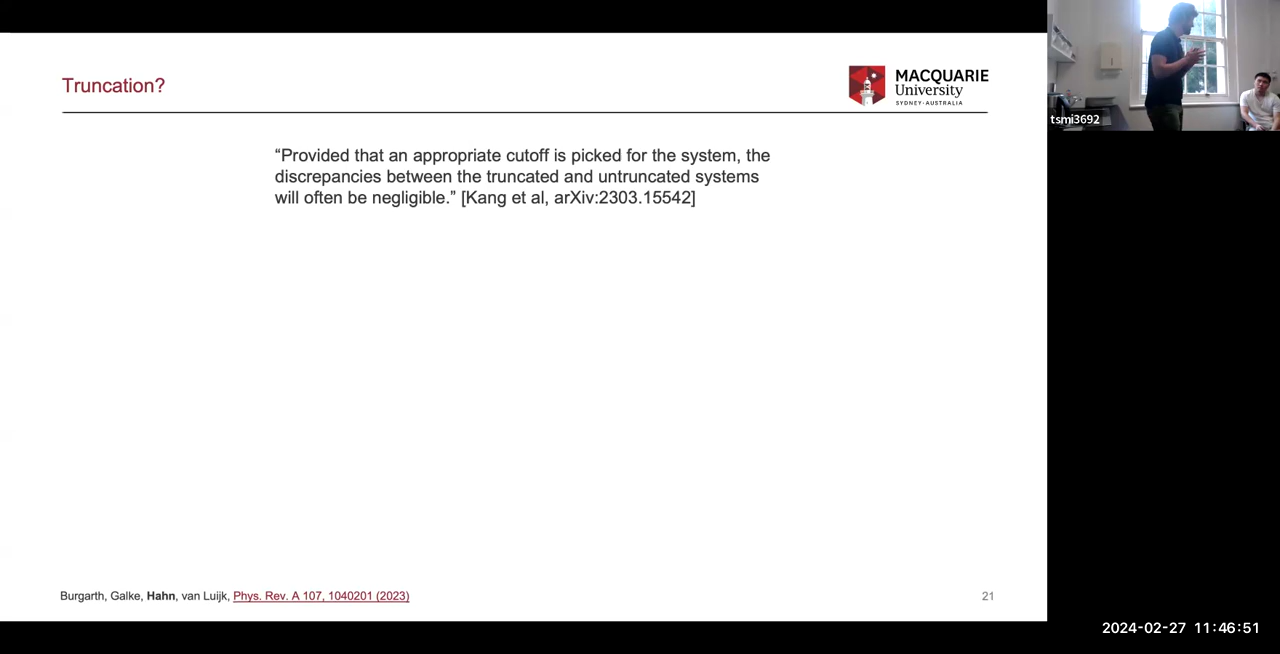 Truncation?
MACQUARIE
University
SYDNEY·AUSTRALIA
tsmi3692
“Provided that an appropriate cutoff is picked for the system, the
discrepancies between the truncated and untruncated systems
will often be negligible.” [Kang et al, arXiv:2303.15542]
Burgarth, Galke, Hahn, van Luijk, Phys. Rev. A 107, 1040201 (2023)
21
2024-02-27 11:46:51